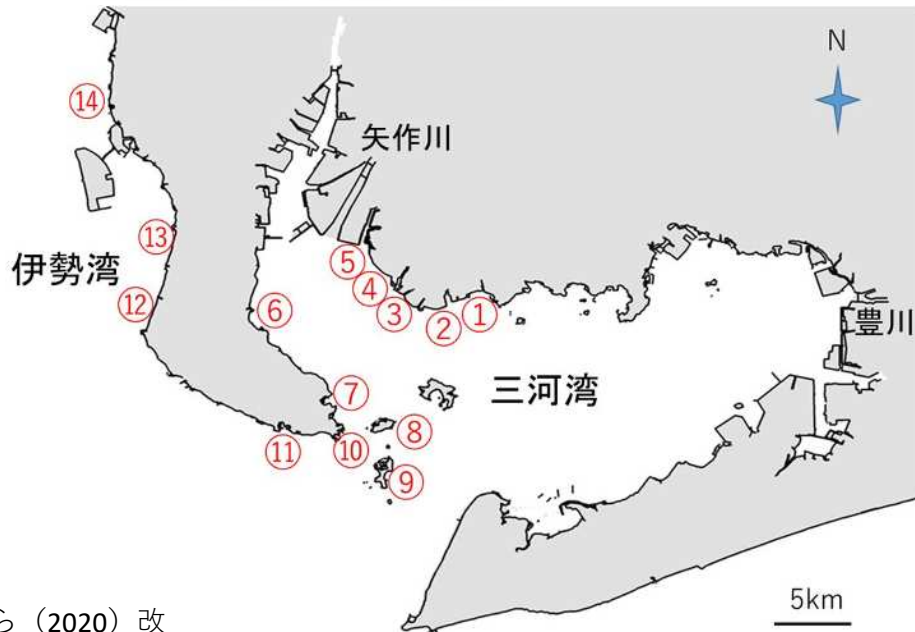 N
⑭
矢作川
⑬
伊勢湾
⑤
④
⑫
⑥
③
②
①
豊川
⑦
三河湾
⑧
⑪
⑩
⑨
5km
ら（2020）改